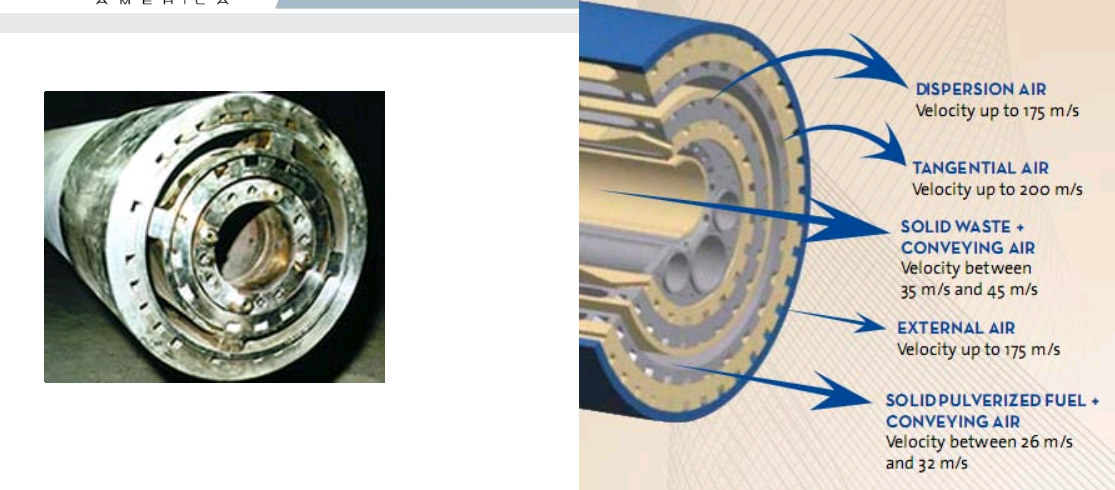 AMERICA
DISPERSION AIR
Velocity up to 175 m/s
TANGENTIAL AIR
Velocity up to 200 m/s
SOLID WASTE +
CONVEYING AIR
Velocity between
35 m/s and 45 m/s
EXTERNAL AIR
Velocity up to 175 m/s
SOLID PULVERIZED FUEL +
CONVEYING AIR
Velocity between 26 m/s
and 32 m/s